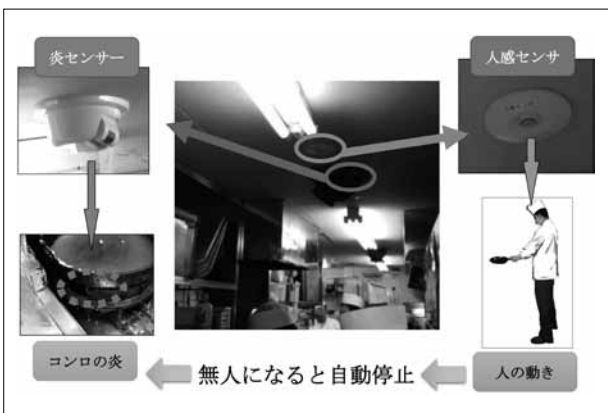 炎センサー
人感センサ
コンロの炎
無人になると自動停止
人の動き